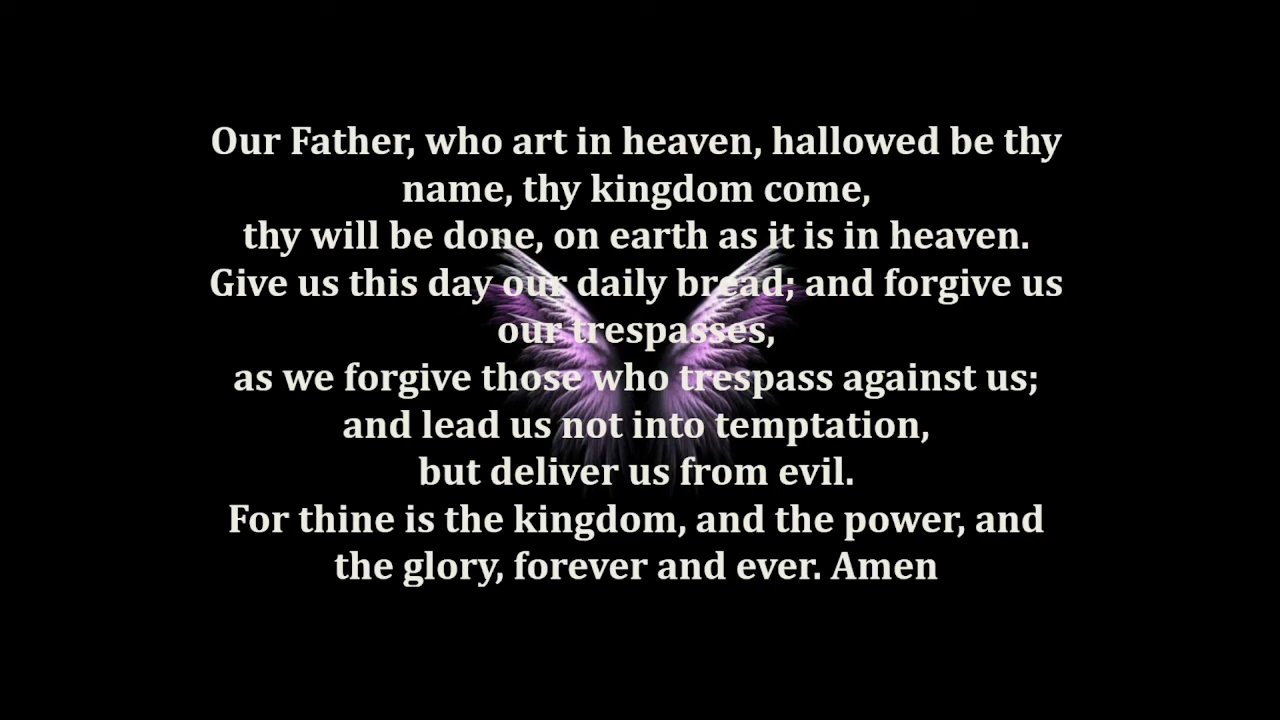 Our Father, who art in heaven, hallowed be thy
name, thy kingdom come,
thy will be done, on earth as it is in heaven.
Give us this day our daily bread; and forgive us
our trespasses,
as we forgive those who trespass against us;
and lead us not into temptation,
but deliver us from evil.
For thine is the kingdom, and the power, and
the glory, forever and ever. Amen